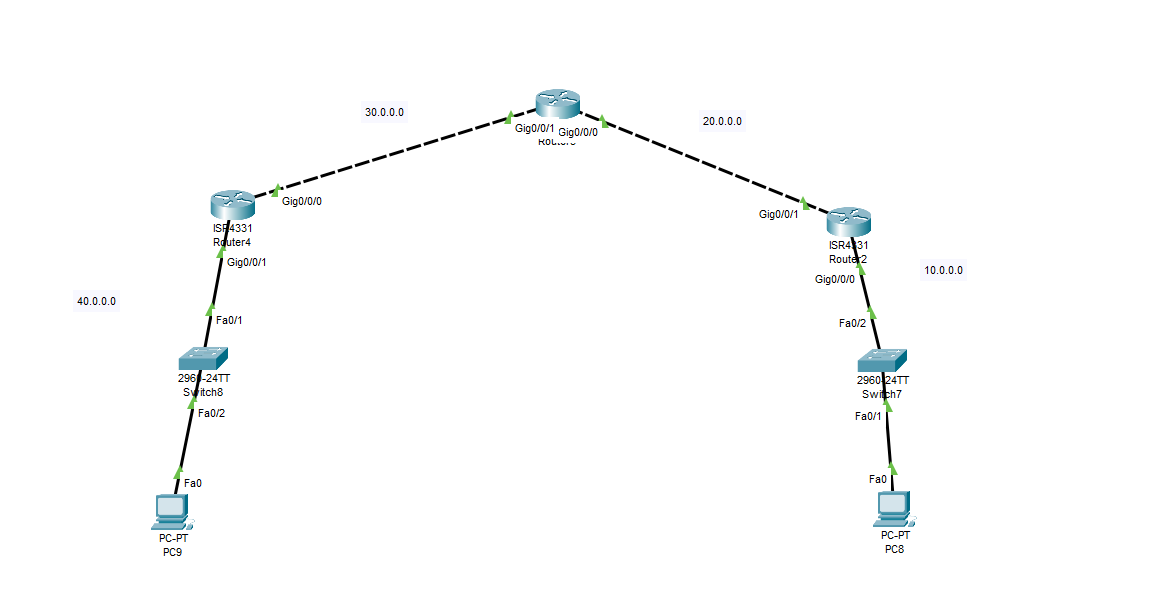 30.0.0.0
20.0.0.0
Gig0/0/1
Gig0/0/0
Gig0/0/0
ISR4331
Router4
Gig0/0/1
Gig0/0/1
ISR4331
Router2
Gig0/0/0
10.0.0.0
40.0.0.0
Fa0/1
Fa0/2
2960-24TT
Switch8
2960-24TT
Switch7
Fa0/2
Fa0/1
Fa0
Fa0
PC-PT
PC9
PC-PT
PC8